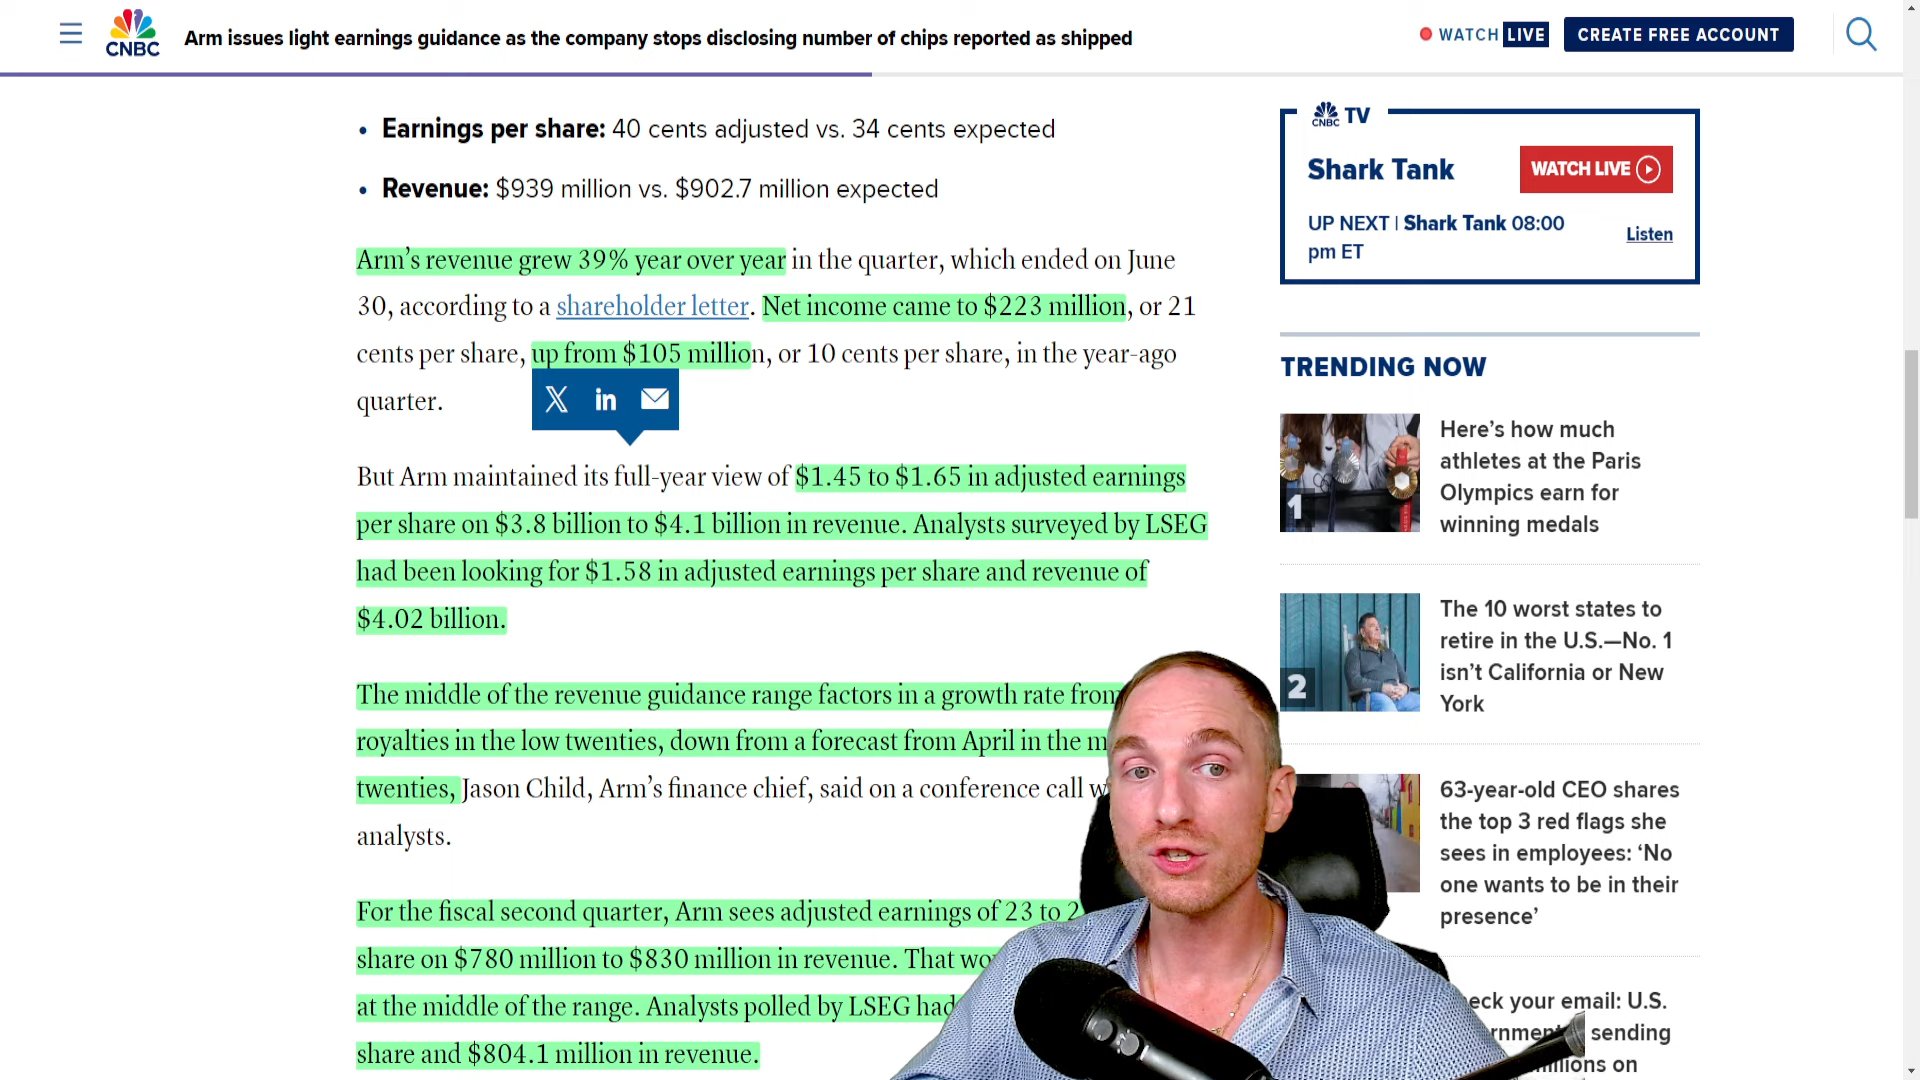 CNBC
Arm issues light earnings guidance as the company stops disclosing number of chips reported as shipped
WATCH LIVE
CREATE FREE ACCOUNT
• Earnings per share: 40 cents adjusted vs. 34 cents expected
• Revenue: $939 million vs. $902.7 million expected
Arm’s revenue grew 39% year over year in the quarter, which ended on June
30, according to a shareholder letter. Net income came to $223 million, or 21
cents per share, up from $105 million, or 10 cents per share, in the year-ago
quarter.
X in
But Arm maintained its full-year view of $1.45 to $1.65 in adjusted earnings
per share on $3.8 billion to $4.1 billion in revenue. Analysts surveyed by LSEG
had been looking for $1.58 in adjusted earnings per share and revenue of
$4.02 billion.
The middle of the revenue guidance range factors in a growth rate from
royalties in the low twenties, down from a forecast from April in the
twenties, Jason Child, Arm’s finance chief, said on a conference call
analysts.
For the fiscal second quarter, Arm sees adjusted earnings of 23 to
share on $780 million to $830 million in revenue. That
at the middle of the range. Analysts polled by LSEG had
share and $804.1 million in revenue.
CNBC TV
Shark Tank
WATCH LIVE
UP NEXT | Shark Tank 08:00
pm ET
Listen
TRENDING NOW
1
Here’s how much
athletes at the Paris
Olympics earn for
winning medals
2
The 10 worst states to
retire in the U.S.—No. 1
isn’t California or New
York
63-year-old CEO shares
the top 3 red flags she
sees in employees: ‘No
one wants to be in their
presence’
your email: U.S.
sending
on